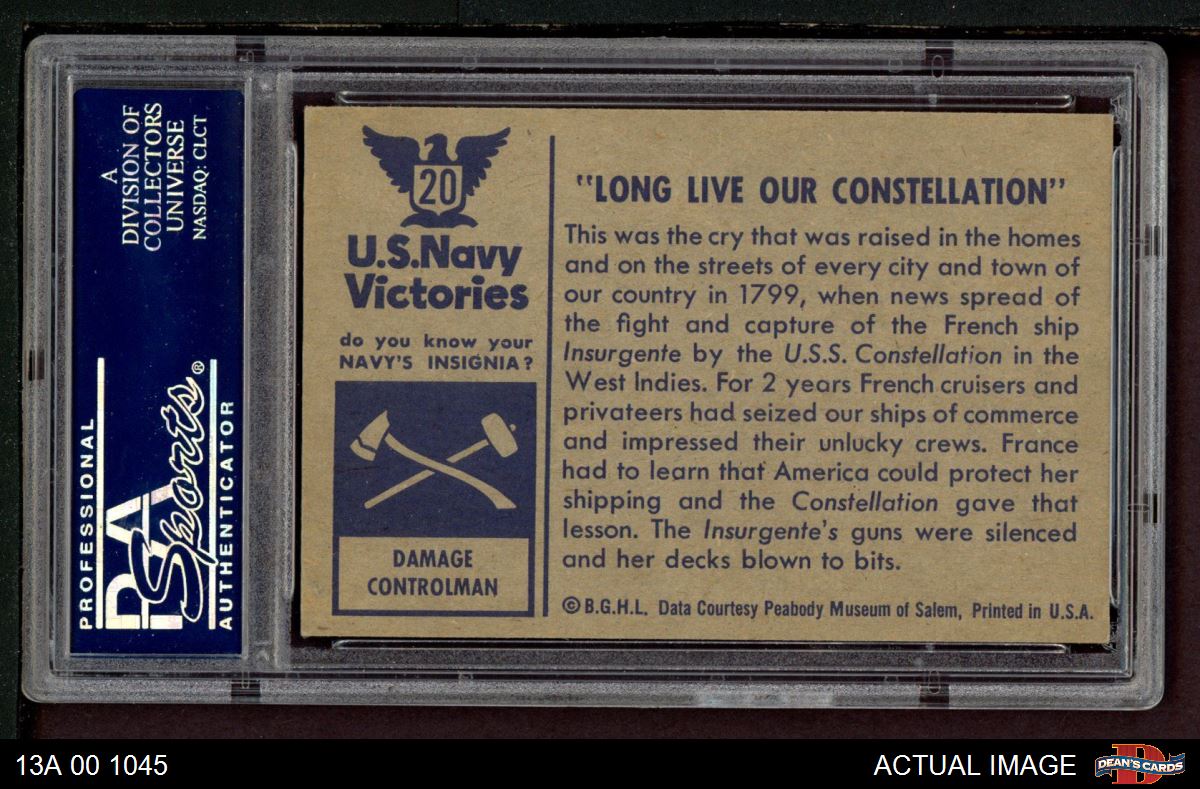 A
DIVISION OF
COLLECTORS
UNIVERSE
NASDAQ: CLCT
PROFESSIONAL
PSA
Sports®
AUTHENTICATOR
20
U.S.Navy
Victories
do you know your
NAVY'S INSIGNIA?
DAMAGE
CONTROLMAN
"LONG LIVE OUR CONSTELLATION"
This was the cry that was raised in the homes
and on the streets of every city and town of
our country in 1799, when news spread of
the fight and capture of the French ship
Insurgente by the U.S.S. Constellation in the
West Indies. For 2 years French cruisers and
privateers had seized our ships of commerce
and impressed their unlucky crews. France
had to learn that America could protect her
shipping and the Constellation gave that
lesson. The Insurgente's guns were silenced
and her decks blown to bits.
©B.G.H.L. Data Courtesy Peabody Museum of Salem, Printed in U.S.A.
13A 00 1045
ACTUAL IMAGE
D
DEAN'S CARDS